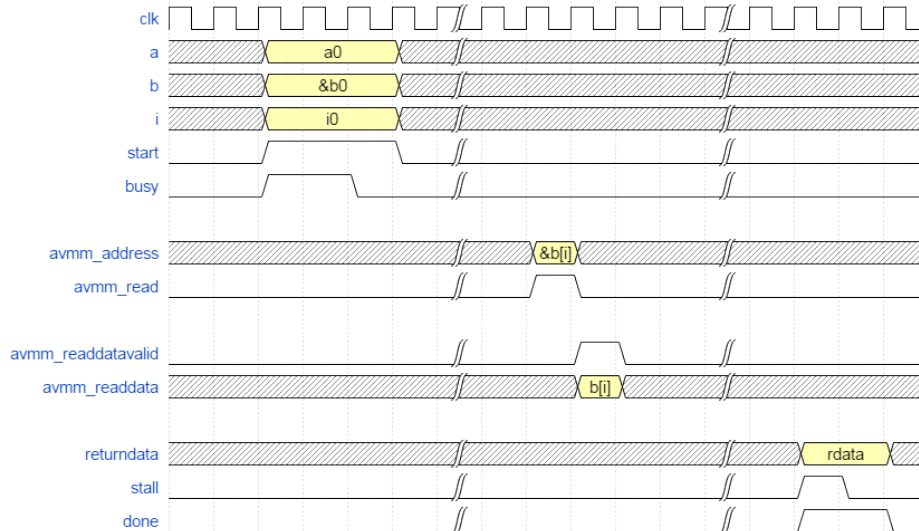 clk
a a0
b &b0
i i0
start
busy
avmm_address &b[i]
avmm_read
avmm_readdatavalid
avmm_readdata b[i]
returndata rdata
stall
done